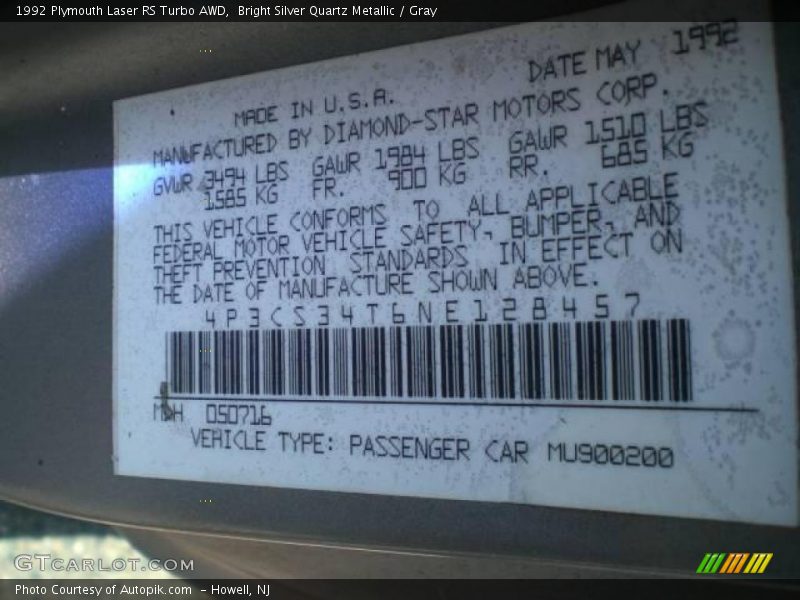 1992 Plymouth Laser RS Turbo AWD,  Bright Silver Quartz Metallic / Gray
MADE IN U.S.A. DATE MAY 1992
MANUFACTURED BY DIAMOND-STAR MOTORS CORP.
GVWR 3494 LBS GAWR 1984 LBS GAWR 1510 LBS
1585 KG FR. 900 KG RR. 685 KG
THIS VEHICLE CONFORMS TO ALL APPLICABLE
FEDERAL MOTOR VEHICLE SAFETY, BUMPER, AND
THEFT PREVENTION STANDARDS IN EFFECT ON
THE DATE OF MANUFACTURE SHOWN ABOVE.
4P3CS34T6NE128457
MDH 050716
VEHICLE TYPE: PASSENGER CAR MU900200
GTCARLOT.COM
Photo Courtesy of Autopik.com  - Howell, NJ